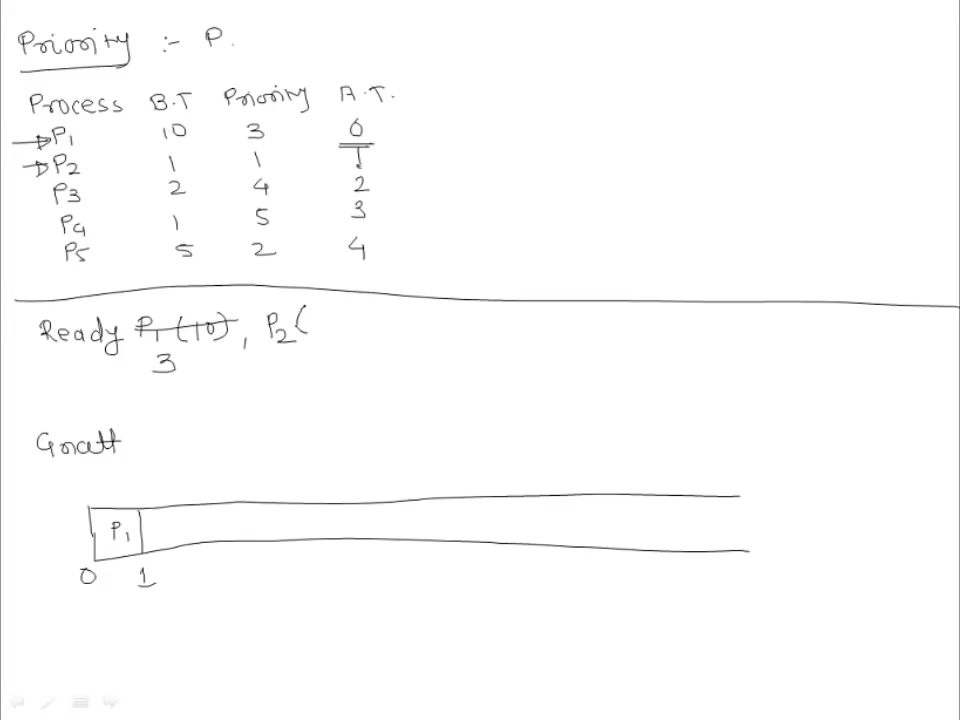 Priority :- P.
Process B.T Priority A.T.
P1 10 3 0
P2 1 1 1
P3 2 4 2
P4 1 5 3
P5 5 2 4
Ready P1(10), P2(
3
Gnatt
P1
0 1